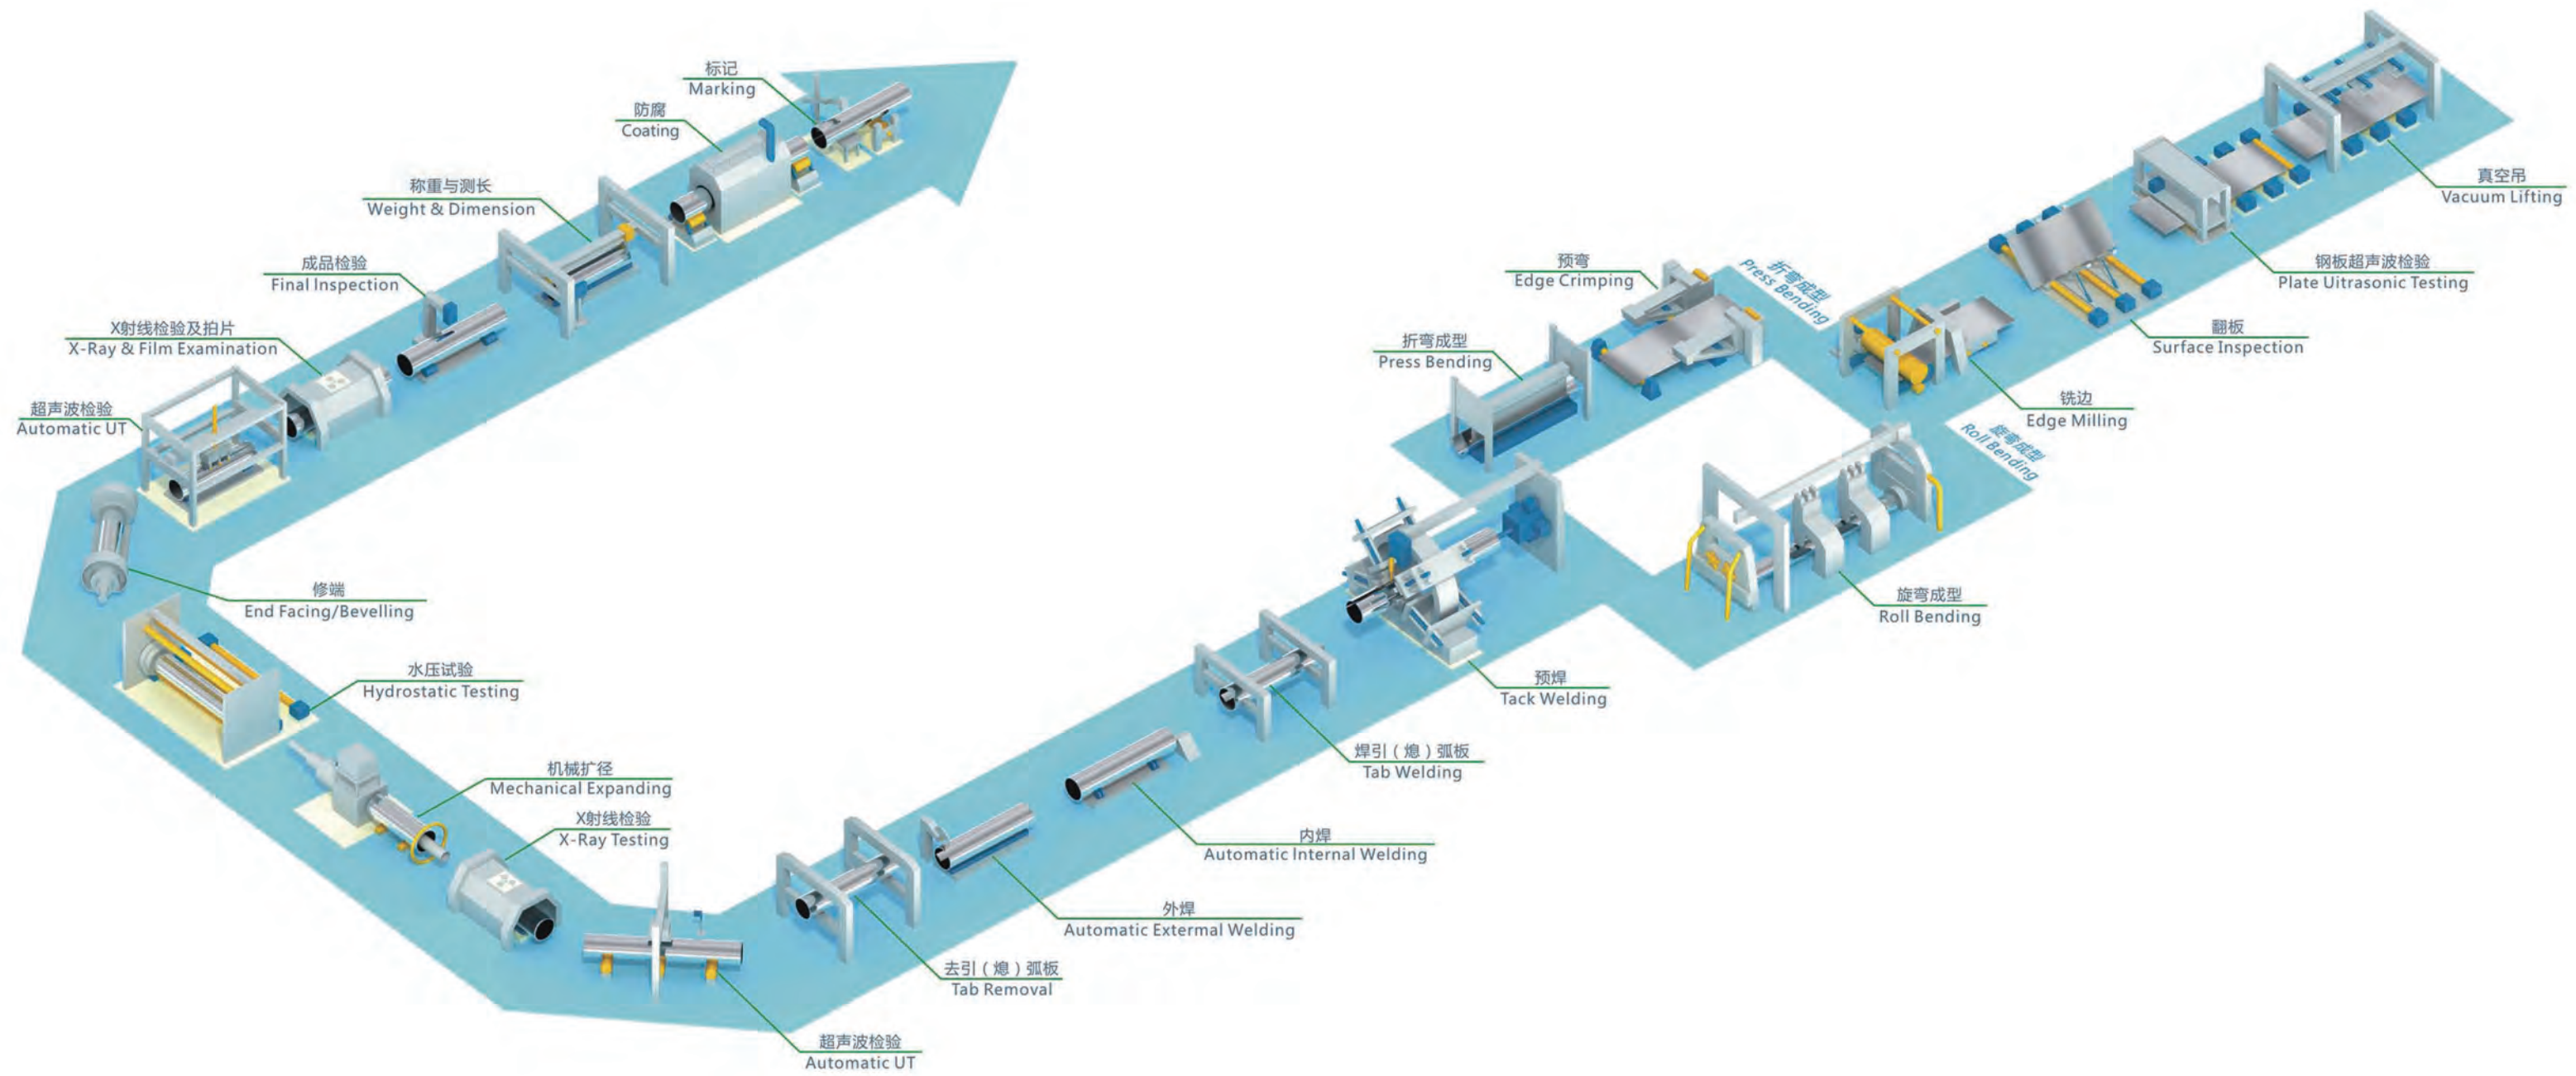 真空吊
Vacuum Lifting
钢板超声波检验
Plate Uitrasonic Testing
翻板
Surface Inspection
铣边
Edge Milling
折弯成型
Press Bending
预弯
Edge Crimping
折弯成型
Press Bending
旋弯成型
Roll Bending
旋弯成型
Roll Bending
预焊
Tack Welding
焊引（熄）弧板
Tab Welding
内焊
Automatic Internal Welding
外焊
Automatic Extermal Welding
去引（熄）弧板
Tab Removal
超声波检验
Automatic UT
X射线检验
X-Ray Testing
机械扩径
Mechanical Expanding
水压试验
Hydrostatic Testing
修端
End Facing/Bevelling
超声波检验
Automatic UT
X射线检验及拍片
X-Ray & Film Examination
成品检验
Final Inspection
称重与测长
Weight & Dimension
防腐
Coating
标记
Marking